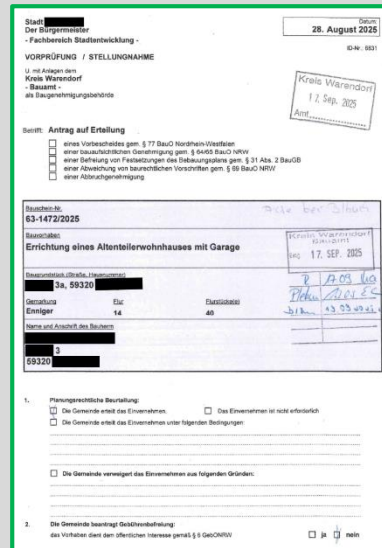 Stadt
Der Bürgermeister
- Fachbereich Stadtentwicklung -
Datum:
28. August 2025
ID-Nr.: 5531
VORPRÜFUNG / STELLUNGNAHME
U. mit Anlagen dem
Kreis Warendorf
- Bauamt -
als Baugenehmigungsbehörde
Kreis Warendorf
17. Sep. 2025
Amt
Betrifft: Antrag auf Erteilung
eines Vorbescheides gem. § 77 BauO Nordrhein-Westfalen
einer bauaufsichtlichen Genehmigung gem. § 64/65 BauO NRW
einer Befreiung von Festsetzungen des Bebauungsplans gem. § 31 Abs. 2 BauGB
einer Abweichung von baurechtlichen Vorschriften gem. § 69 BauO NRW
einer Abbruchgenehmigung
Bauschein-Nr.
63-1472/2025
Bauvorhaben
Errichtung eines Altenteilerwohnhauses mit Garage
Kreis Warendorf
Bauamt
17. SEP. 2025
Baugrundstück (Straße, Hausnummer)
3a, 59320
Gemarkung Flur Flurstück(e)
Enniger 14 40
Name und Anschrift des Bauherrn
3
59320
1. Planungsrechtliche Beurteilung:
Die Gemeinde erteilt das Einvernehmen. Das Einvernehmen ist nicht erforderlich
Die Gemeinde erteilt das Einvernehmen unter folgenden Bedingungen:
Die Gemeinde verweigert das Einvernehmen aus folgenden Gründen:
2. Die Gemeinde beantragt Gebührenbefreiung:
das Vorhaben dient dem öffentlichen Interesse gemäß § 6 GebGNRW
ja nein